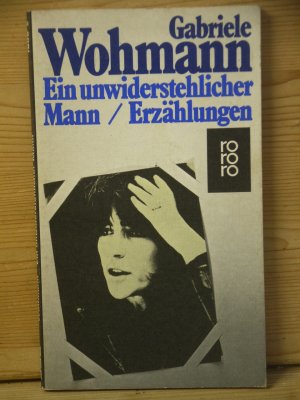 Gabriele
Wohmann
Ein unwiderstehlicher
Mann / Erzählungen
ro
ro
ro